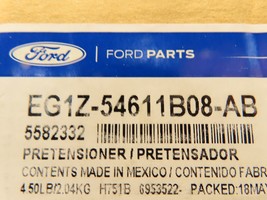 Ford
FORD PARTS
EG1Z-54611B08-AB
5582332
PRETENSIONER / PRETENSADOR
CONTENTS MADE IN MEXICO / CONTENIDO FABR
4.50LB/2.04KG H751B 6953522- PACKED:18MA